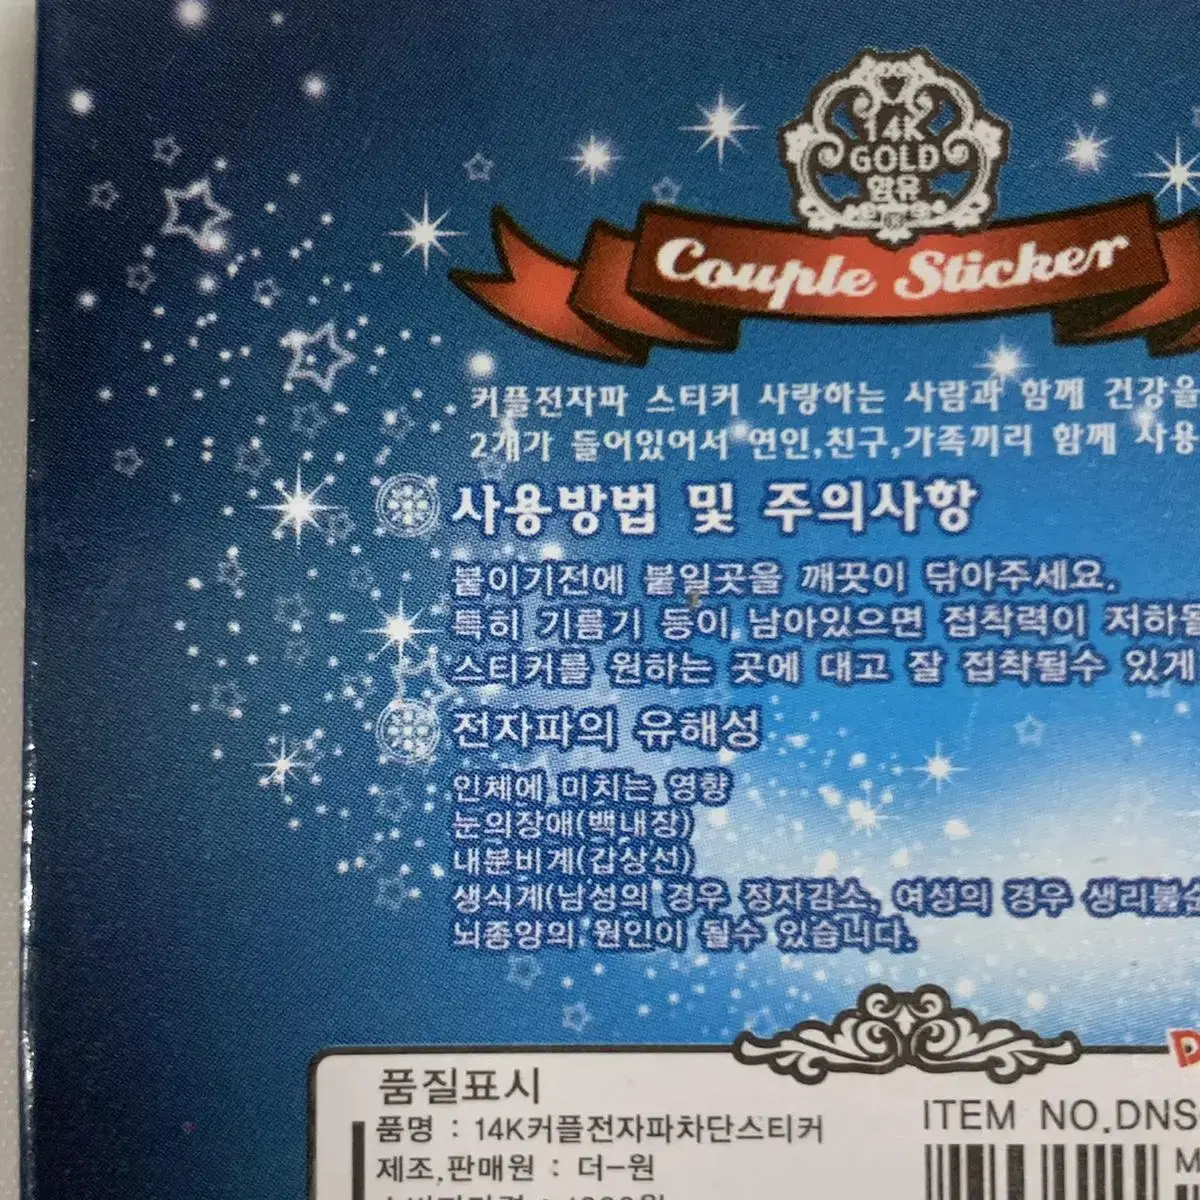 14K
GOLD
함유
Couple Sticker
커플전자파 스티커 사랑하는 사람과 함께 건강을
2개가 들어있어서 연인,친구,가족끼리 함께 사용
사용방법 및 주의사항
붙이기전에 붙일곳을 깨끗이 닦아주세요.
특히 기름기 등이 남아있으면 접착력이 저하될
스티커를 원하는 곳에 대고 잘 접착될수 있게
전자파의 유해성
인체에 미치는 영향
눈의장애(백내장)
내분비계(갑상선)
생식계(남성의 경우 정자감소, 여성의 경우 생리불순
뇌종양의 원인이 될수 있습니다.
품질표시
품명 : 14K커플전자파차단스티커
ITEM NO.DNS
제조,판매원 : 더-원